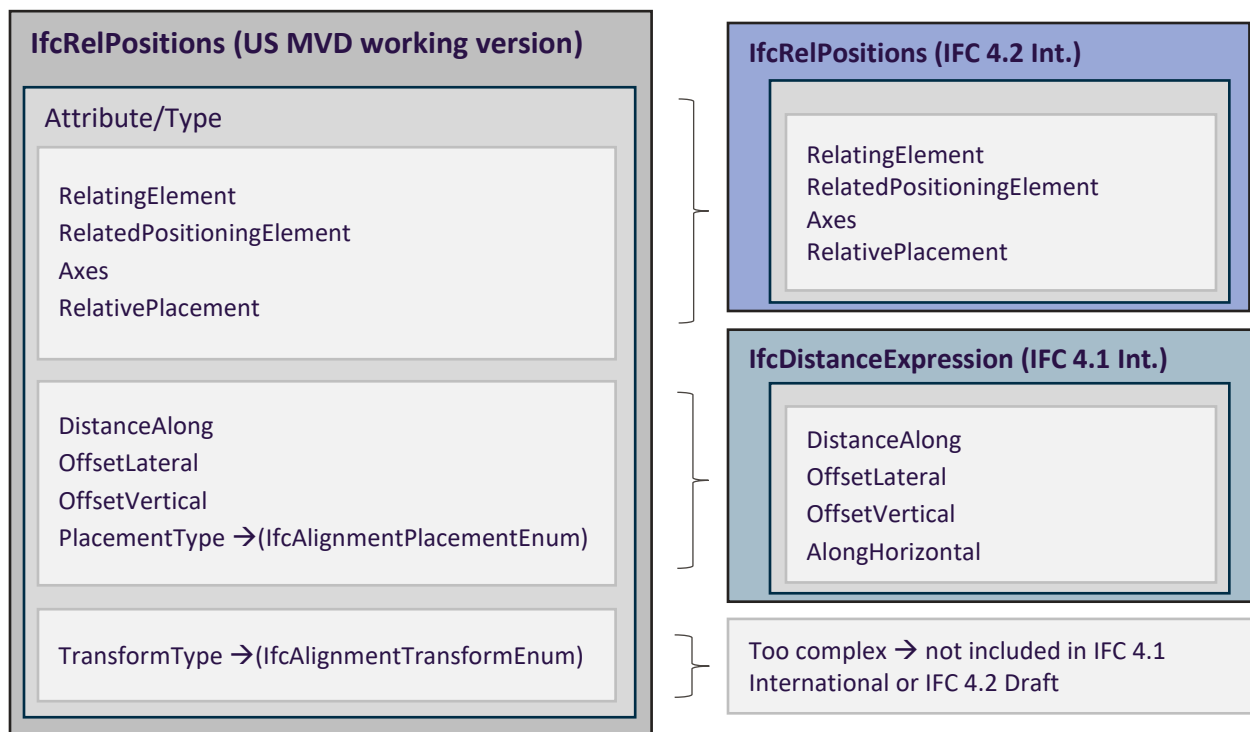 IfcRelPositions (US MVD working version)
Attribute/Type
RelatingElement
RelatedPositioningElement
Axes
RelativePlacement
DistanceAlong
OffsetLateral
OffsetVertical
PlacementType →(IfcAlignmentPlacementEnum)
TransformType →(IfcAlignmentTransformEnum)
IfcRelPositions (IFC 4.2 Int.)
RelatingElement
RelatedPositioningElement
Axes
RelativePlacement
IfcDistanceExpression (IFC 4.1 Int.)
DistanceAlong
OffsetLateral
OffsetVertical
AlongHorizontal
Too complex → not included in IFC 4.1
International or IFC 4.2 Draft